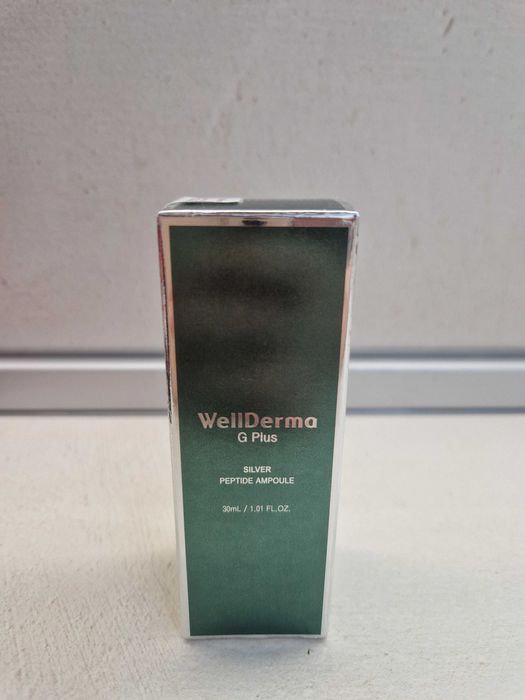 WellDerma
G Plus
SILVER
PEPTIDE AMPOULE
30ml. / 1.01 FL.OZ.